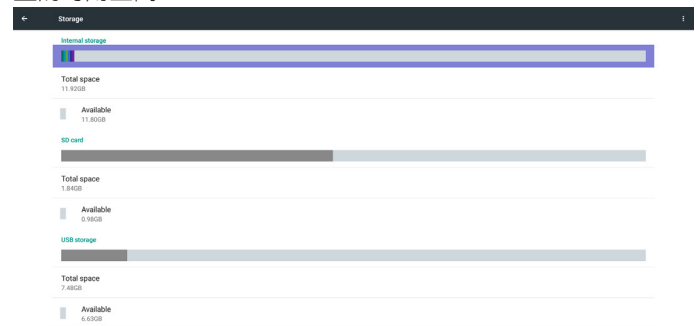 Storage
Internal storage
Total space
11.92GB
Available
11.80GB
SD card
Total space
1.84GB
Available
0.98GB
USB storage
Total space
7.48GB
Available
6.63GB